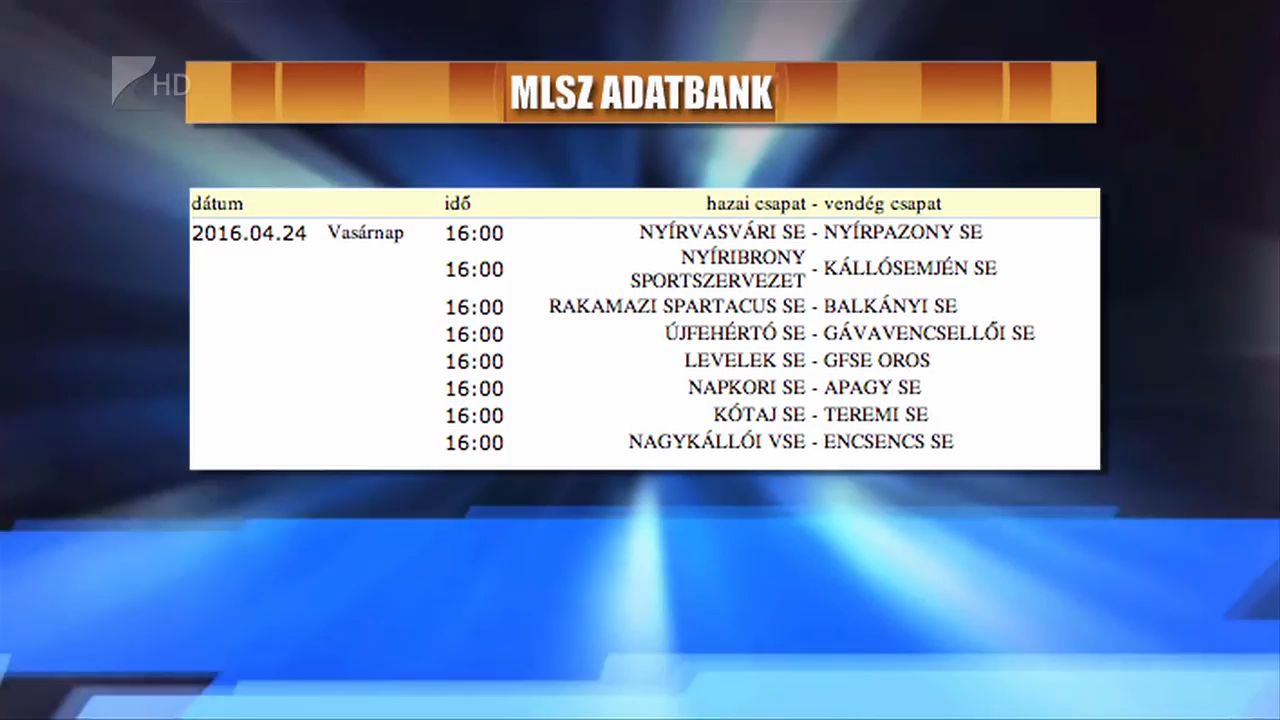 HD
MLSZ ADATBANK
dátum idő hazai csapat - vendég csapat
2016.04.24 Vasárnap 16:00 NYÍRVASVÁRI SE - NYÍRPAZONY SE
16:00 NYÍRIBRONY SPORTSZERVEZET - KÁLLÓSEMJÉN SE
16:00 RAKAMAZI SPARTACUS SE - BALKÁNYI SE
16:00 ÚJFEHÉRTÓ SE - GÁVAVENCSELLŐI SE
16:00 LEVELEK SE - GFSE OROS
16:00 NAPKORI SE - APAGY SE
16:00 KÓTAJ SE - TEREMI SE
16:00 NAGYKÁLLÓI VSE - ENCSENCS SE